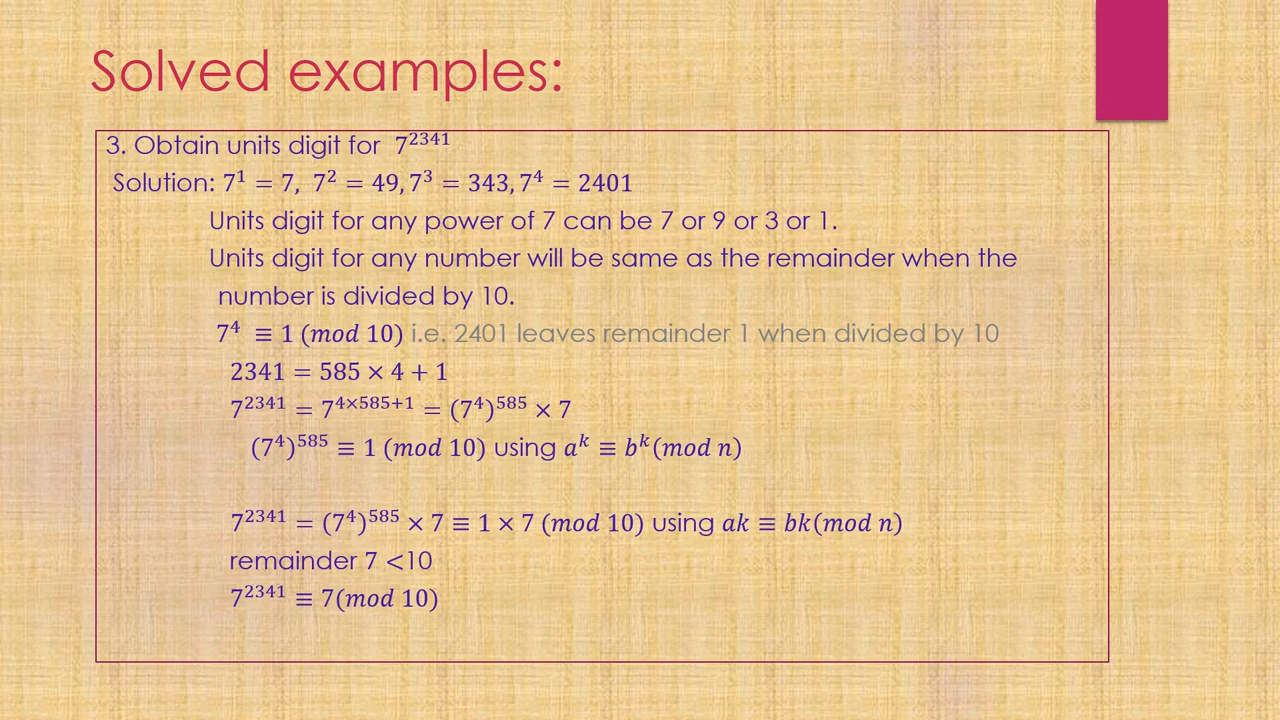 Solved examples:
3. Obtain units digit for 7^2341
Solution: 7^1 = 7, 7^2 = 49, 7^3 = 343, 7^4 = 2401
Units digit for any power of 7 can be 7 or 9 or 3 or 1.
Units digit for any number will be same as the remainder when the
number is divided by 10.
7^4 ≡ 1 (mod 10) i.e. 2401 leaves remainder 1 when divided by 10
2341 = 585 × 4 + 1
7^2341 = 7^(4×585+1) = (7^4)^585 × 7
(7^4)^585 ≡ 1 (mod 10) using a^k ≡ b^k(mod n)
7^2341 = (7^4)^585 × 7 ≡ 1 × 7 (mod 10) using ak ≡ bk(mod n)
remainder 7 <10
7^2341 ≡ 7(mod 10)